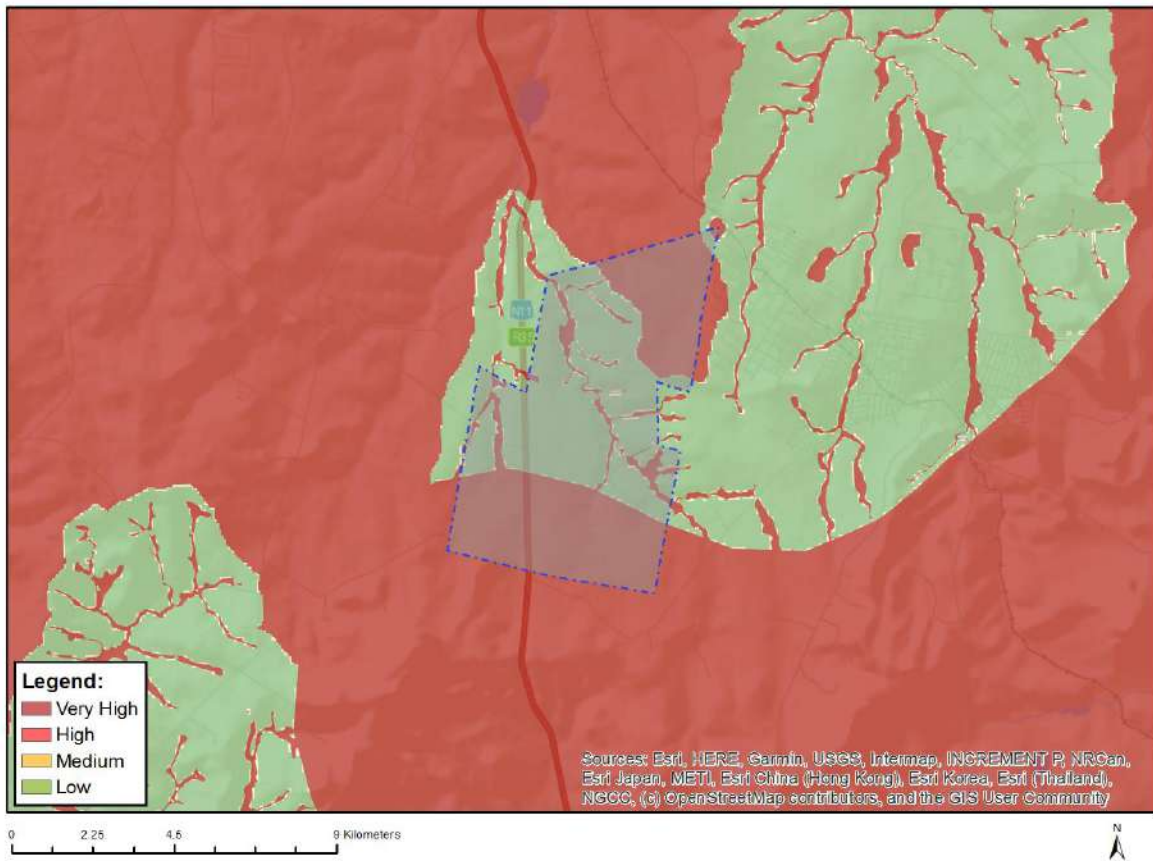 N11
Legend:
Very High
High
Medium
Low
Sources: Esri, HERE, Garmin, USGS, Intermap, INCREMENT P, NRCan,
Esri Japan, METI, Esri China (Hong Kong), Esri Korea, Esri (Thailand),
NGCC, (c) OpenStreetMap contributors, and the GIS User Community
0 2.25 4.5 9 Kilometers
N